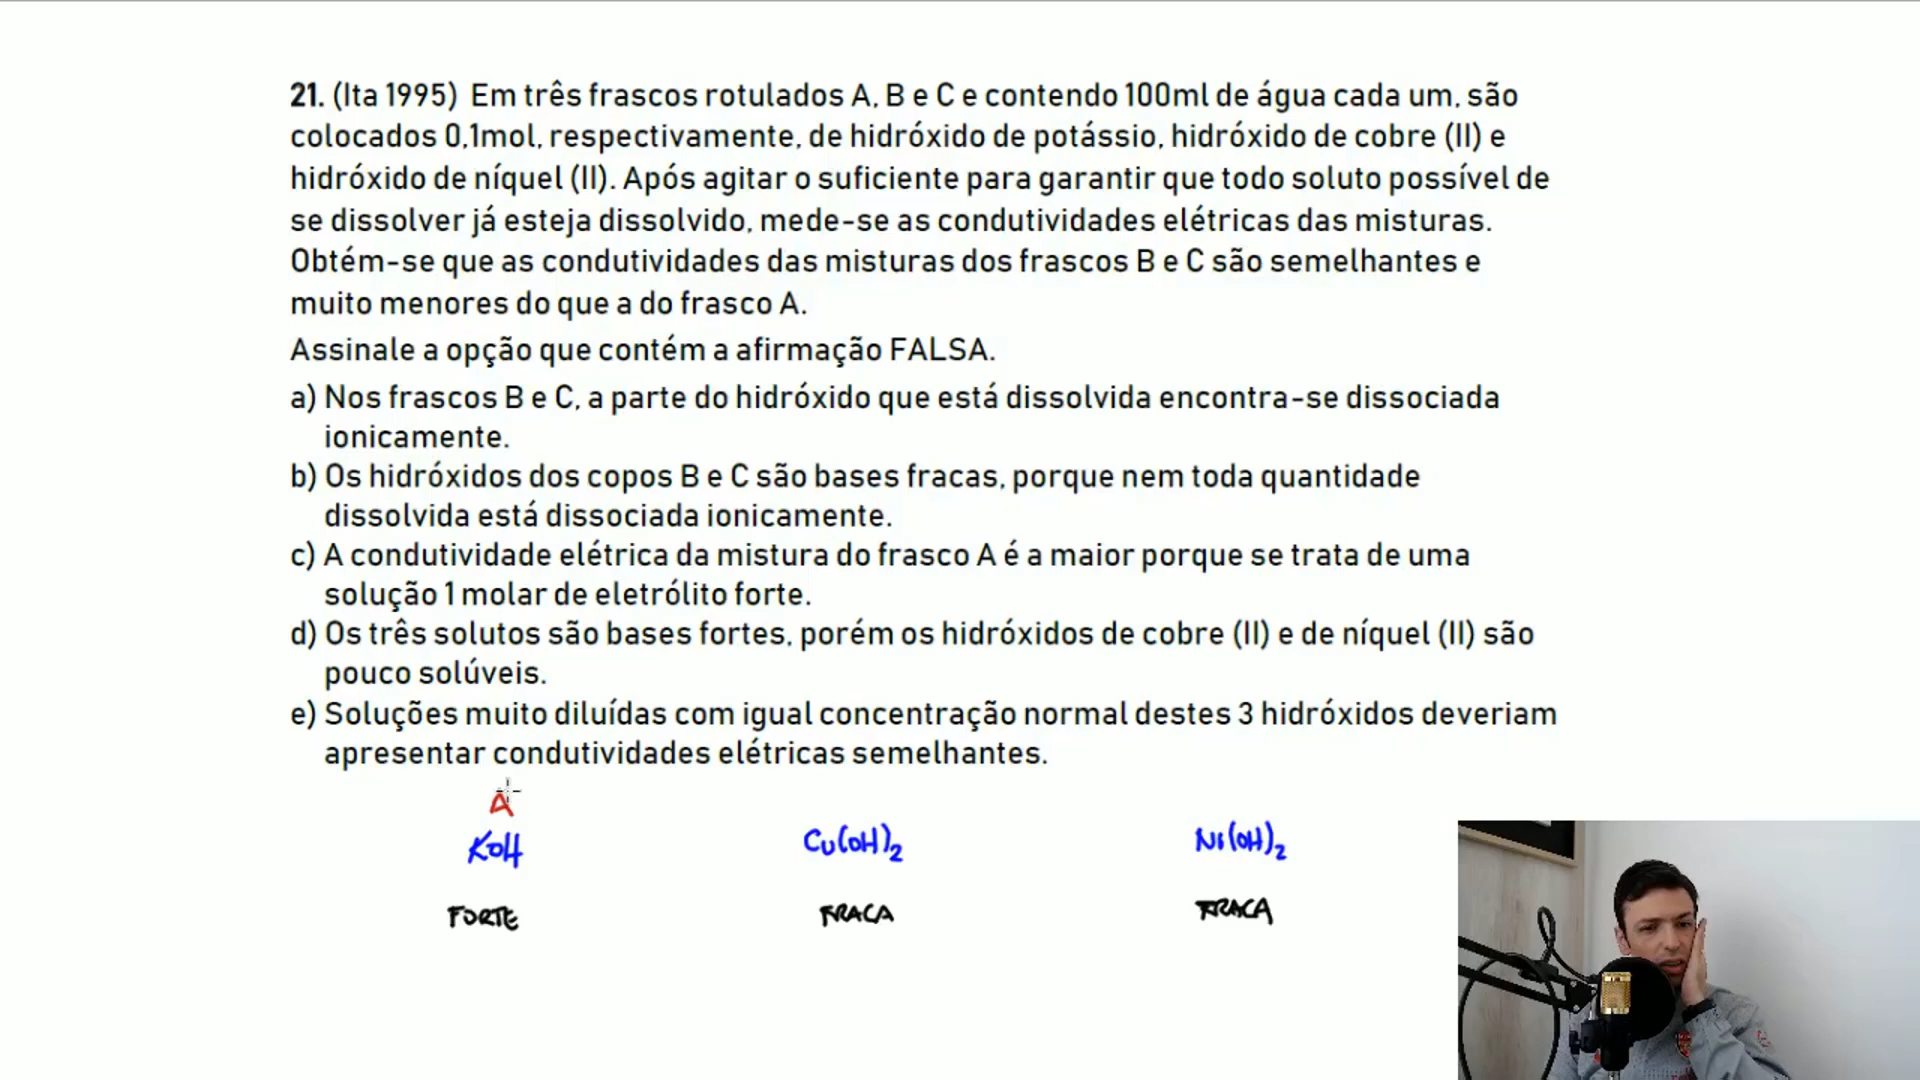 21. (Ita 1995) Em três frascos rotulados A, B e C e contendo 100ml de água cada um, são
colocados 0,1mol, respectivamente, de hidróxido de potássio, hidróxido de cobre (II) e
hidróxido de níquel (II). Após agitar o suficiente para garantir que todo soluto possível de
se dissolver já esteja dissolvido, mede-se as condutividades elétricas das misturas.
Obtém-se que as condutividades das misturas dos frascos B e C são semelhantes e
muito menores do que a do frasco A.
Assinale a opção que contém a afirmação FALSA.
a) Nos frascos B e C, a parte do hidróxido que está dissolvida encontra-se dissociada
ionicamente.
b) Os hidróxidos dos copos B e C são bases fracas, porque nem toda quantidade
dissolvida está dissociada ionicamente.
c) A condutividade elétrica da mistura do frasco A é a maior porque se trata de uma
solução 1 molar de eletrólito forte.
d) Os três solutos são bases fortes, porém os hidróxidos de cobre (II) e de níquel (II) são
pouco solúveis.
e) Soluções muito diluídas com igual concentração normal destes 3 hidróxidos deveriam
apresentar condutividades elétricas semelhantes.
A
KOH Cu(OH)2 Ni(OH)2
FORTE FRACA FRACA